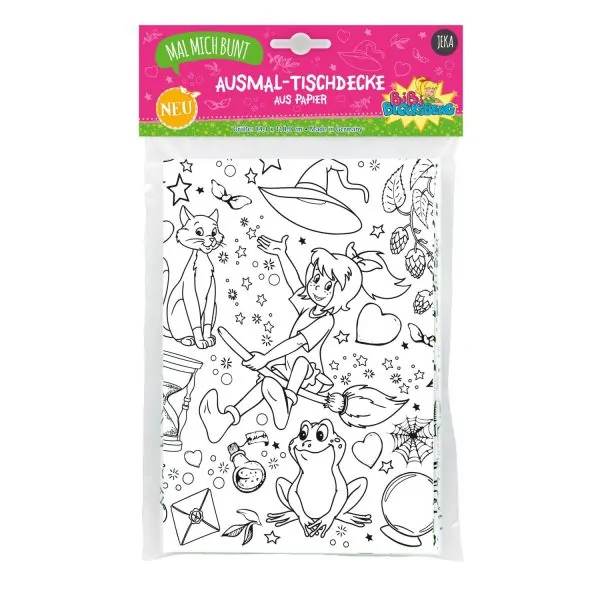 MAL MICH BUNT
JEKA
AUSMAL-TISCHDECKE
AUS PAPIER
NEU
BiBi
BLOCKSBERG
Made in Germany